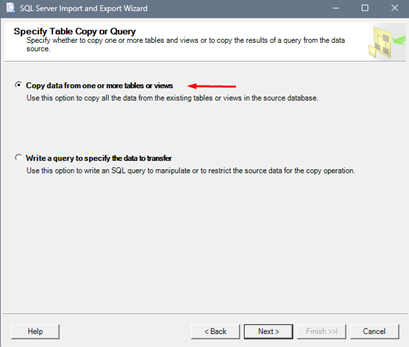 SQL Server Import and Export Wizard
Specify Table Copy or Query
Specify whether to copy one or more tables and views or to copy the results of a query from the data
source.
Copy data from one or more tables or views
Use this option to copy all the data from the existing tables or views in the source database.
Write a query to specify the data to transfer
Use this option to write an SQL query to manipulate or to restrict the source data for the copy operation.
Help
< Back
Next >
Finish >>|
Cancel